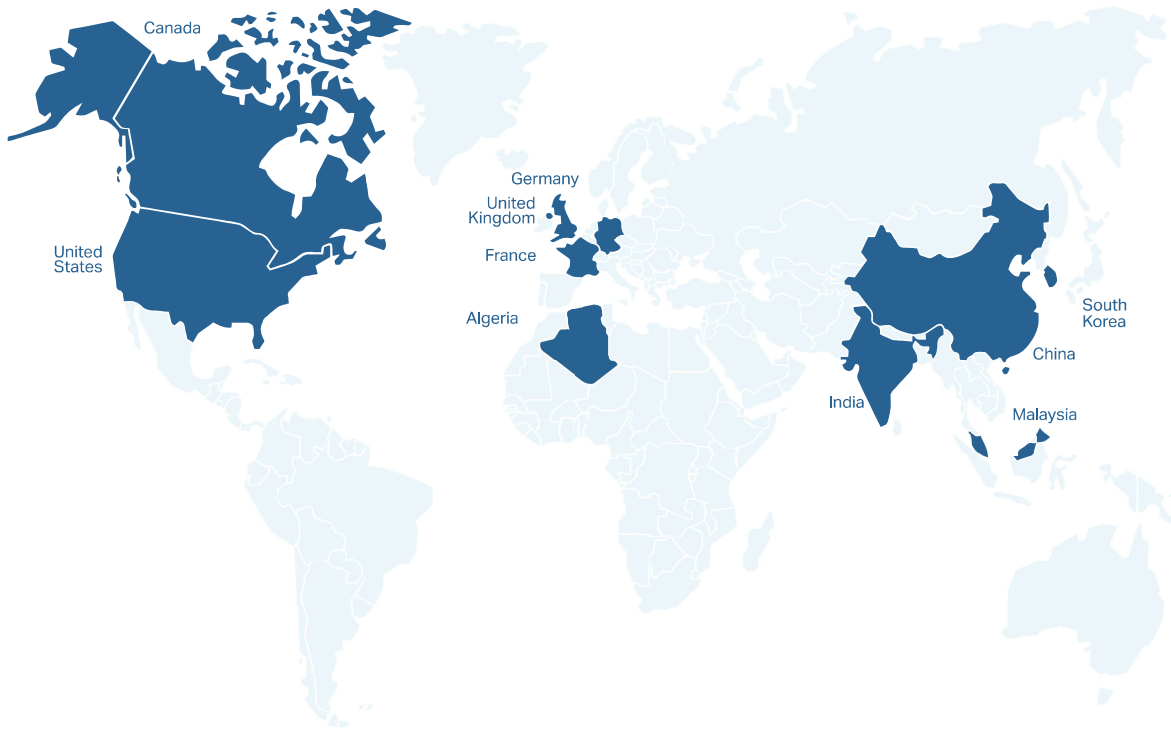 Canada
Germany
United
Kingdom
United
States
France
Algeria
South
Korea
China
India
Malaysia